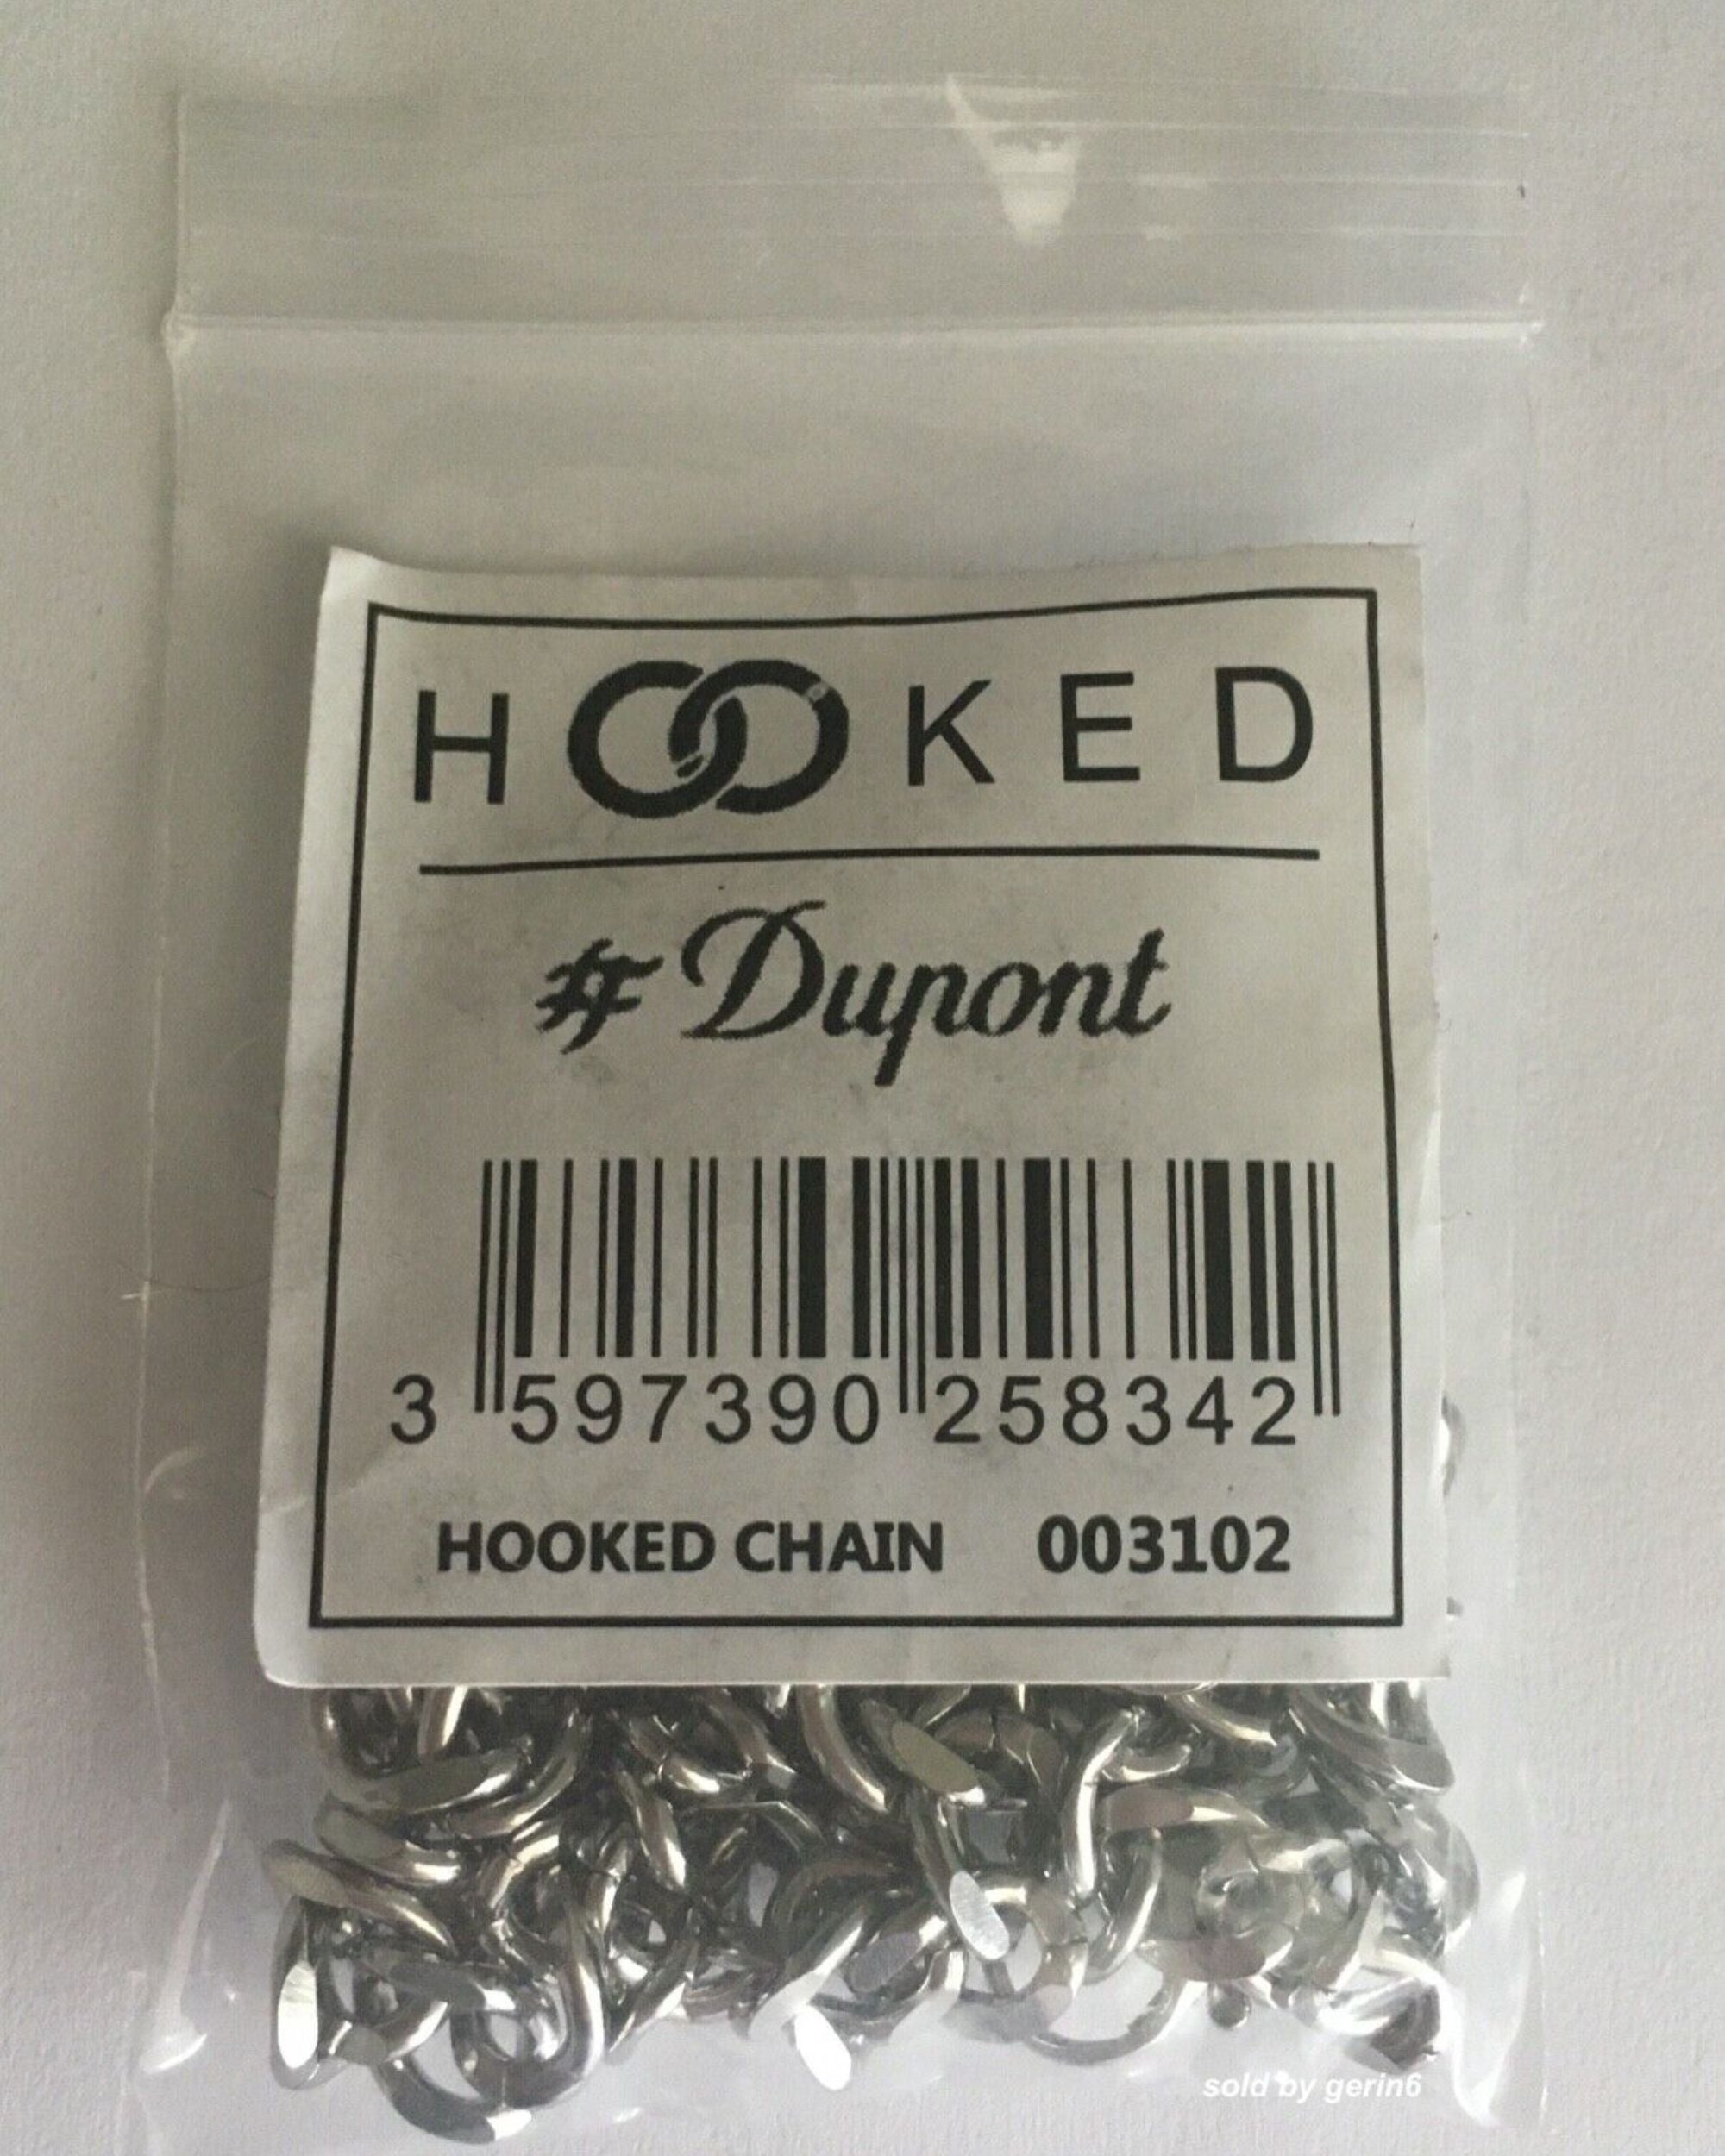 HOOKED
Dupont
3 597390 258342
HOOKED CHAIN 003102
sold by gerin6